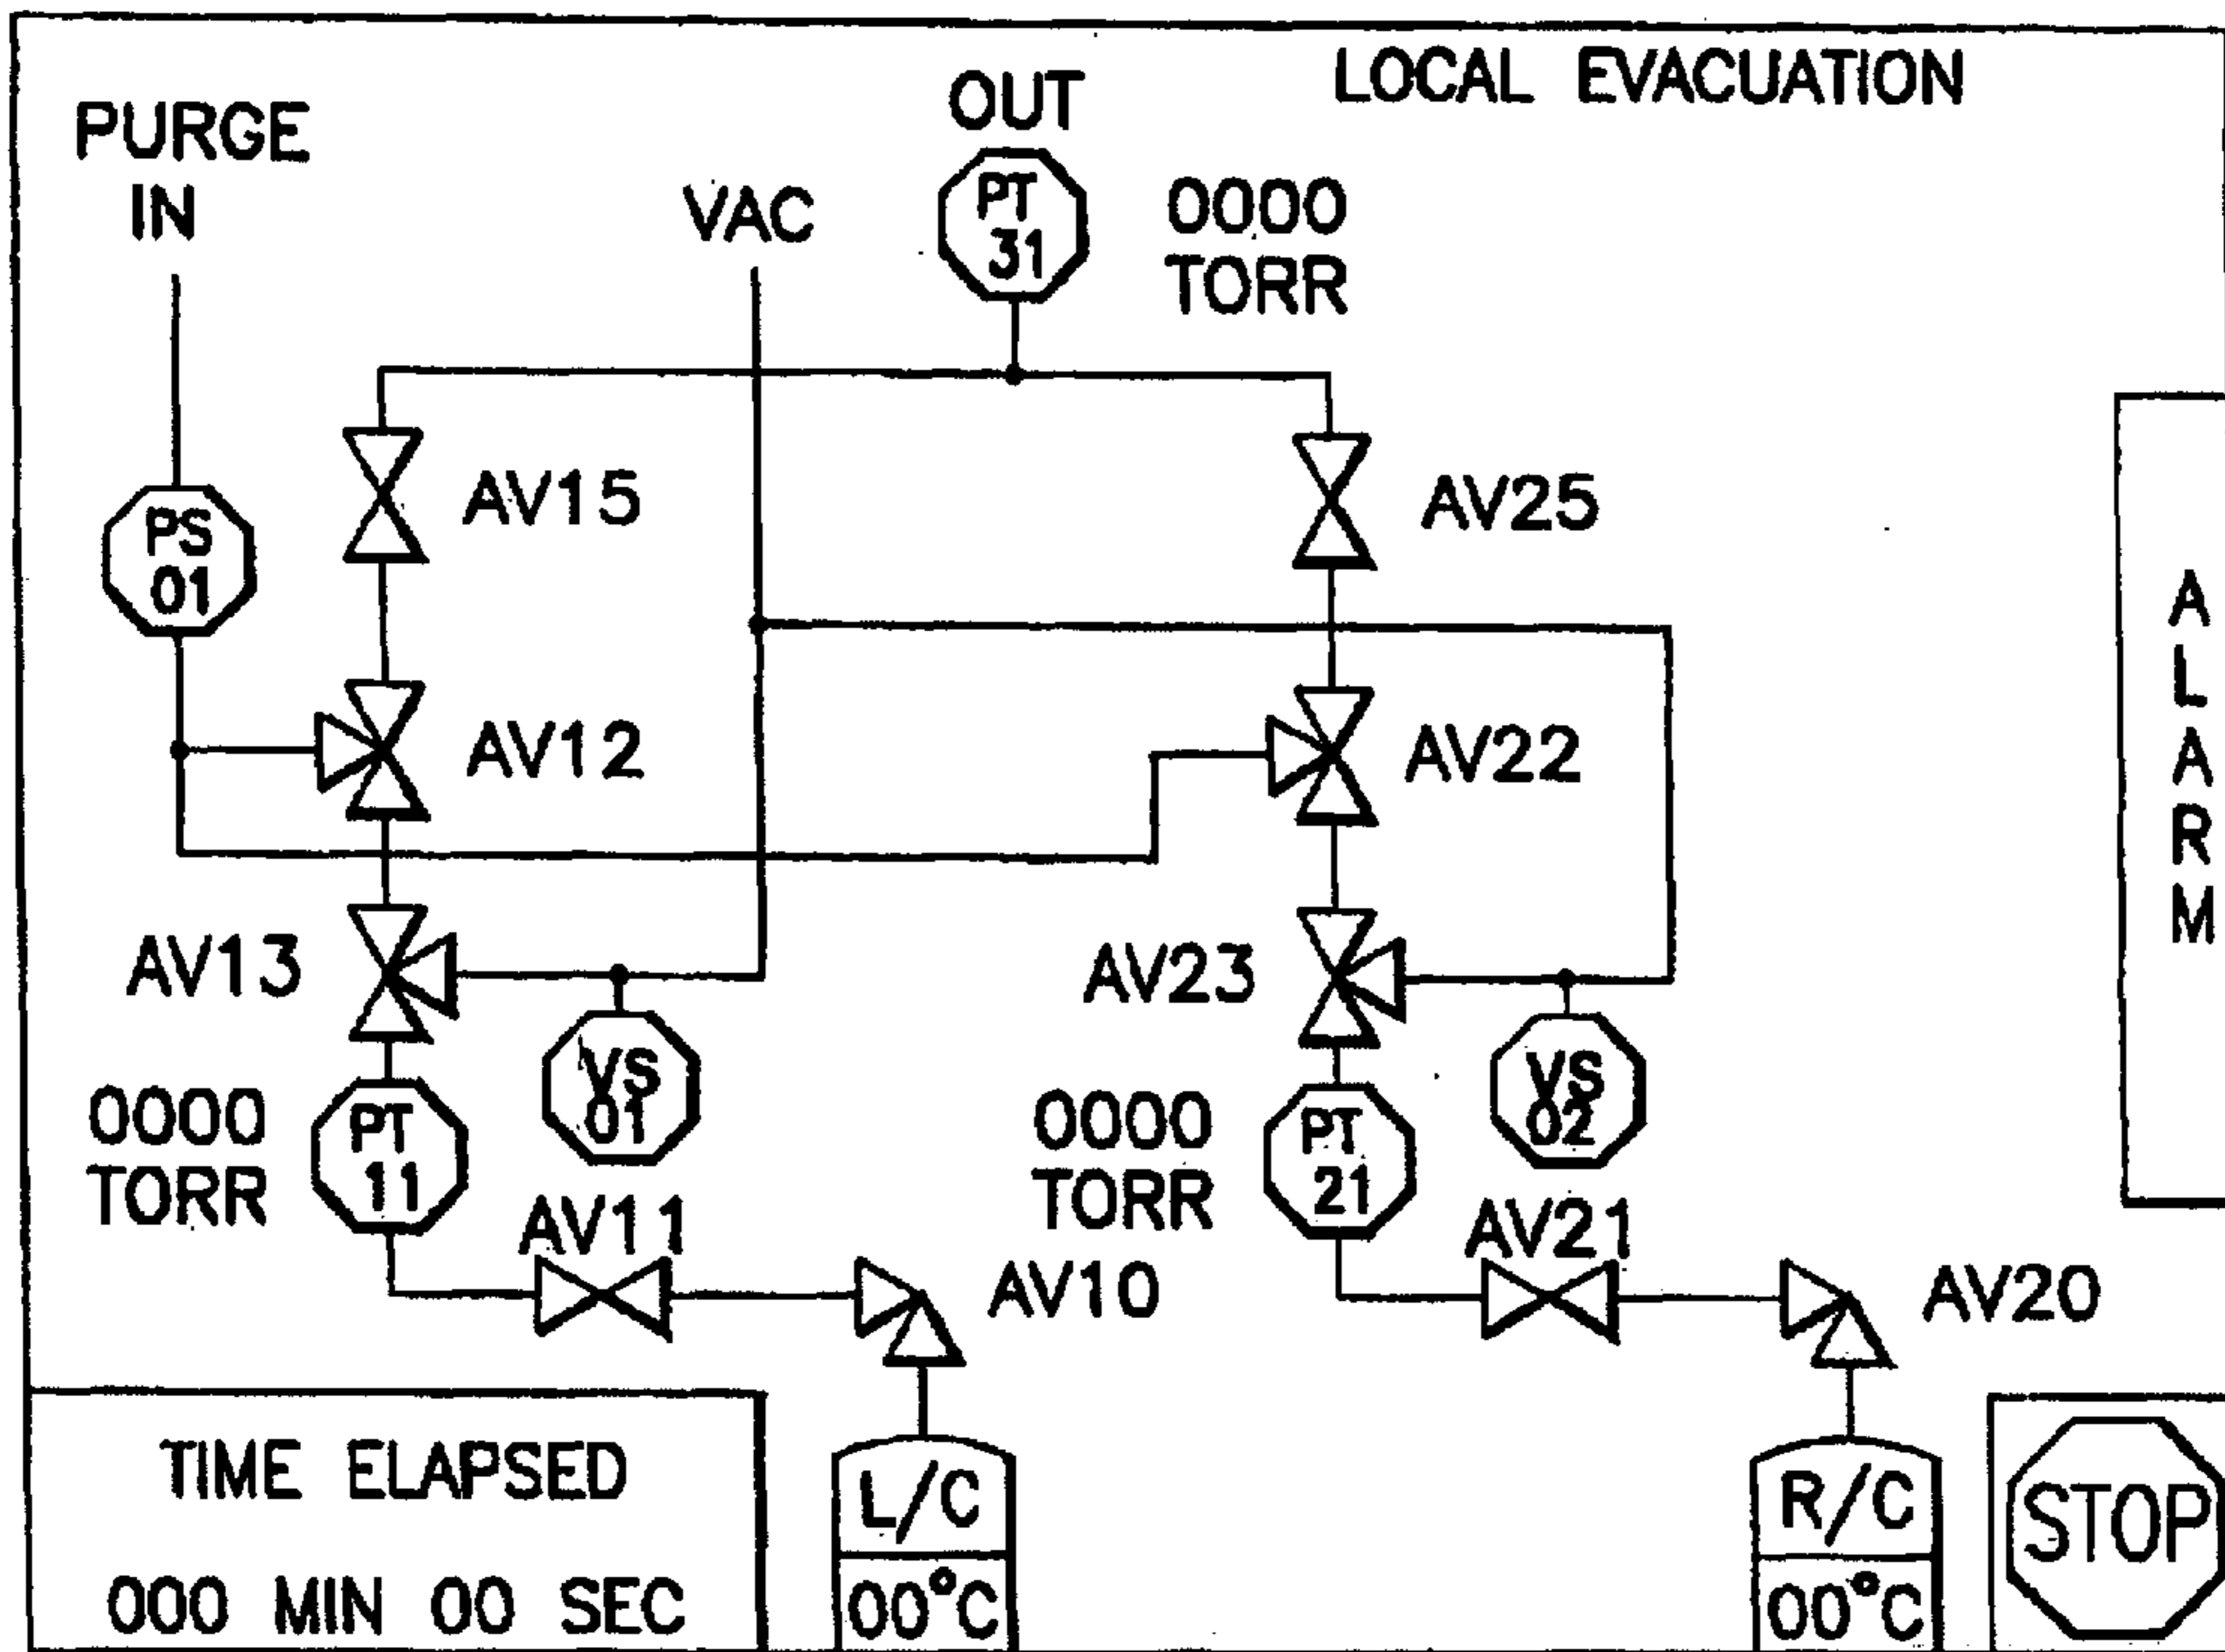 LOCAL EVACUATION
PURGE
IN
VAC
OUT
PT
31
0000
TORR
PS
01
AV15
AV25
AV12
AV22
AV13
AV23
VS
01
VS
02
0000
TORR
PT
11
0000
TORR
PT
21
AV11
AV10
AV21
AV20
A
L
A
R
M
TIME ELAPSED
000 MIN 00 SEC
L/C
00°C
R/C
00°C
STOP